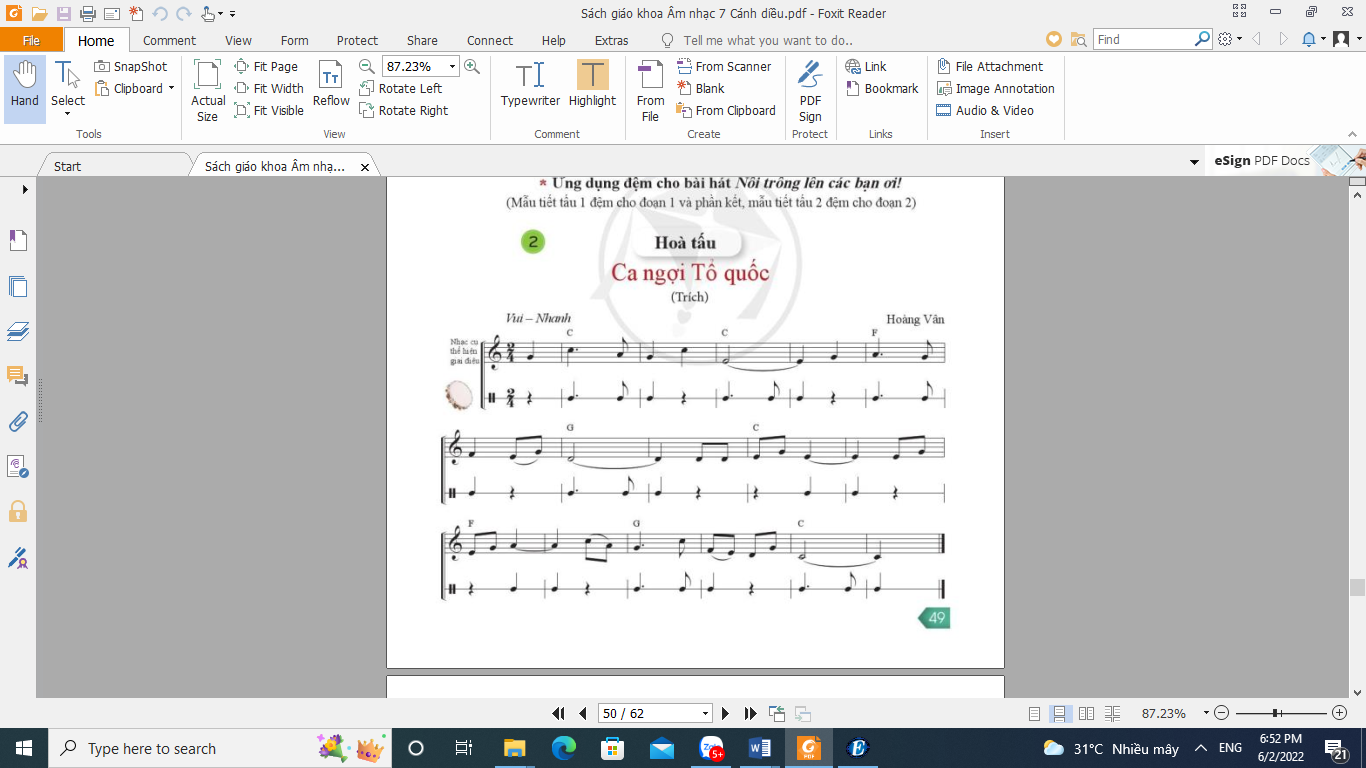 Sách giáo khoa Âm nhạc 7 Cánh diều.pdf - Foxit Reader
File Home Comment View Form Protect Share Connect Help Extras Tell me what you want to do.. Find
Hand
Select
SnapShot
Clipboard
Tools
Actual Size
Fit Page
Fit Width
Fit Visible
Reflow
87.23%
Rotate Left
Rotate Right
View
Typewriter
Highlight
Comment
From File
From Scanner
Blank
From Clipboard
Create
PDF Sign
Protect
Link
Bookmark
Links
File Attachment
Image Annotation
Audio & Video
Insert
Start
Sách giáo khoa Âm nhạ...
eSign PDF Docs
* Ứng dụng đệm cho bài hát Nổi trống lên các bạn ơi!
(Mẫu tiết tấu 1 đệm cho đoạn 1 và phần kết, mẫu tiết tấu 2 đệm cho đoạn 2)
2
Hoà tấu
Ca ngợi Tổ quốc
(Trích)
Vui – Nhanh
Hoàng Vân
C C F
Nhạc cụ
thể hiện
giai điệu
2
4
2
4
G C
F G C
49
50 / 62
87.23%
Type here to search
Zalo
5+
31°C Nhiều mây
ENG
6:52 PM
6/2/2022
21